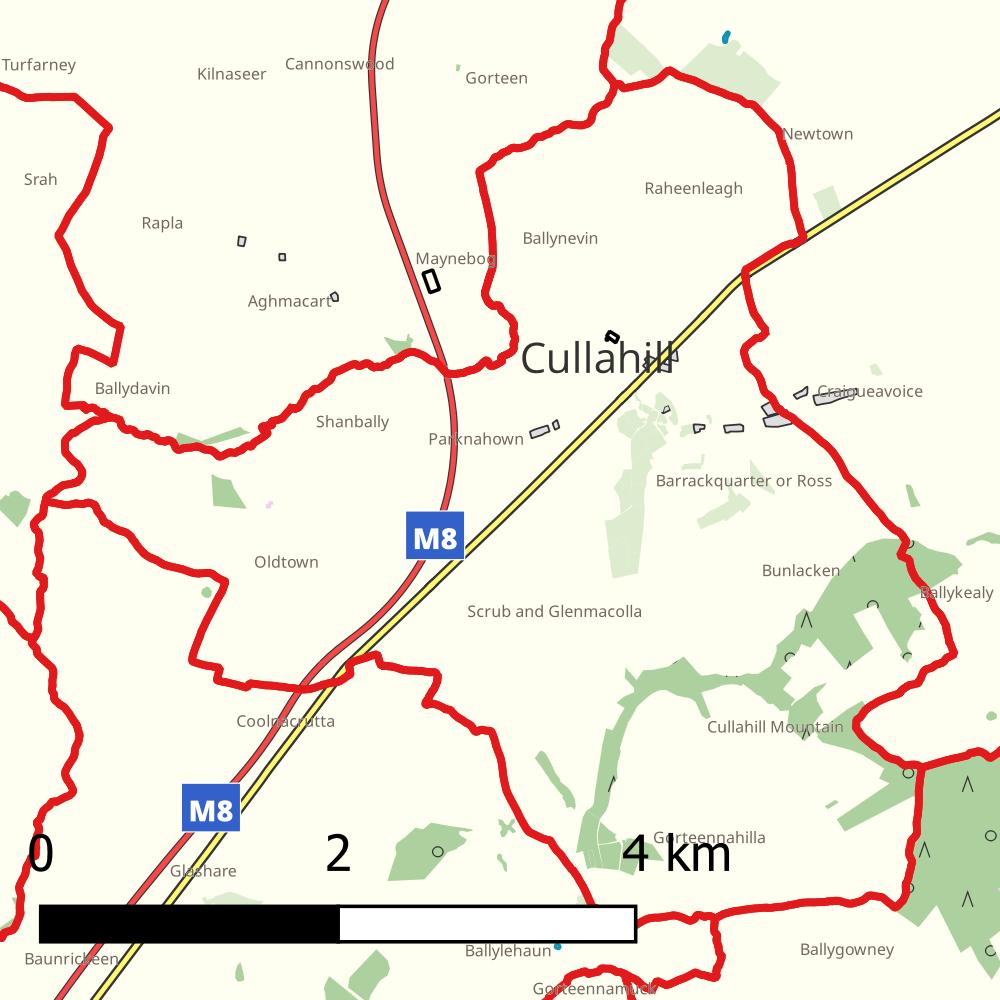 Turfarney
Kilnaseer
Cannonswood
Gorteen
Newtown
Srah
Raheenleagh
Rapla
Ballynevin
Maynebog
Aghmacart
Cullahill
Ballydavin
Craigueavoice
Shanbally
Parknahown
Barrackquarter or Ross
M8
Oldtown
Bunlacken
Ballykealy
Scrub and Glenmacolla
Coolnacrutta
Cullahill Mountain
M8
Gorteennahilla
0 2 4 km
Glashare
Baunrickeen
Ballylehaun
Ballygowney
Gorteennamuck